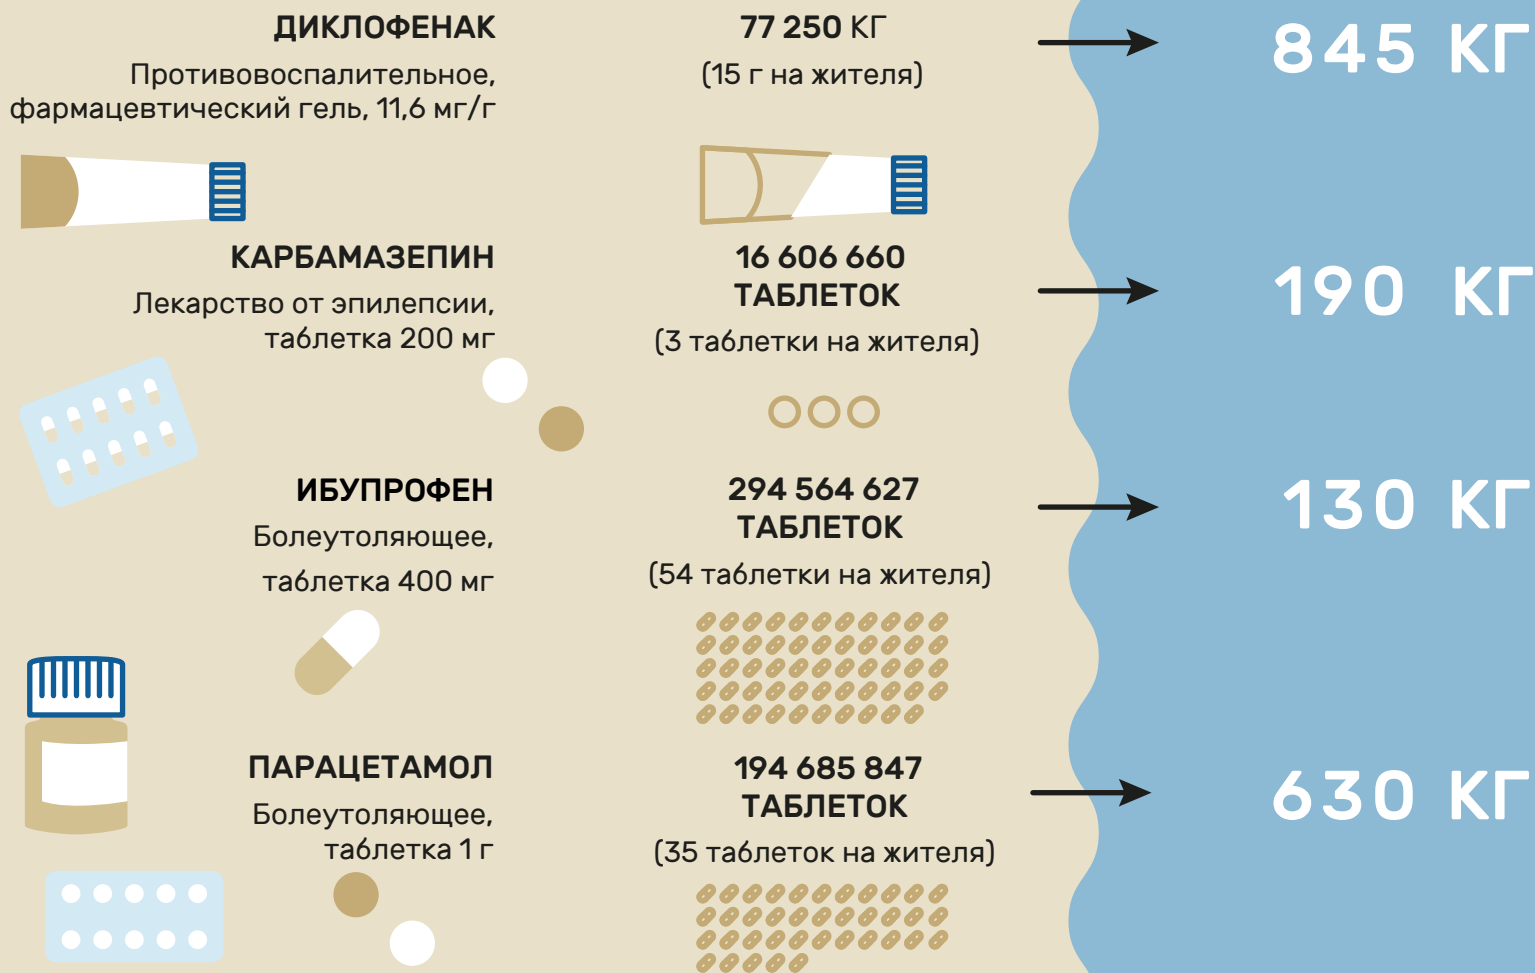 ДИКЛОФЕНАК
Противовоспалительное,
фармацевтический гель, 11,6 мг/г
77 250 КГ
(15 г на жителя)
845 КГ
КАРБАМАЗЕПИН
Лекарство от эпилепсии,
таблетка 200 мг
16 606 660
ТАБЛЕТОК
(3 таблетки на жителя)
190 КГ
ИБУПРОФЕН
Болеутоляющее,
таблетка 400 мг
294 564 627
ТАБЛЕТОК
(54 таблетки на жителя)
130 КГ
ПАРАЦЕТАМОЛ
Болеутоляющее,
таблетка 1 г
194 685 847
ТАБЛЕТОК
(35 таблеток на жителя)
630 КГ